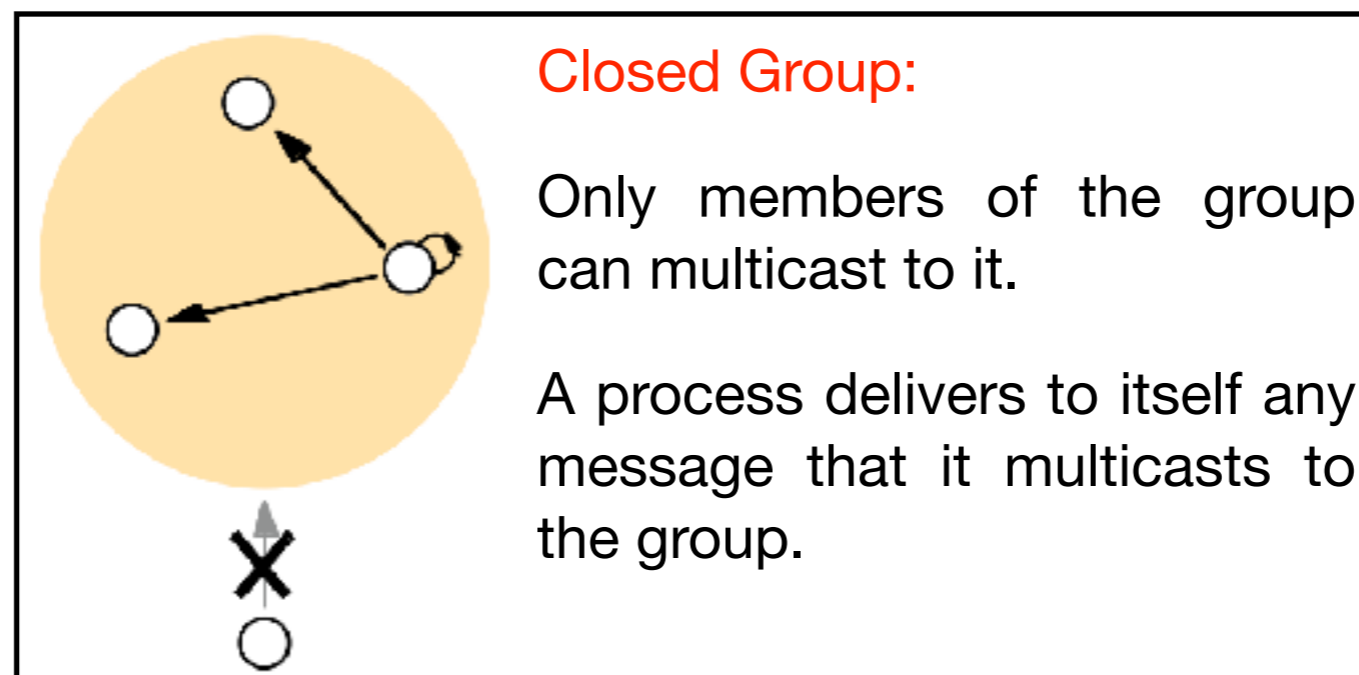 Closed Group:
Only members of the group
can multicast to it.
A process delivers to itself any
message that it multicasts to
the group.